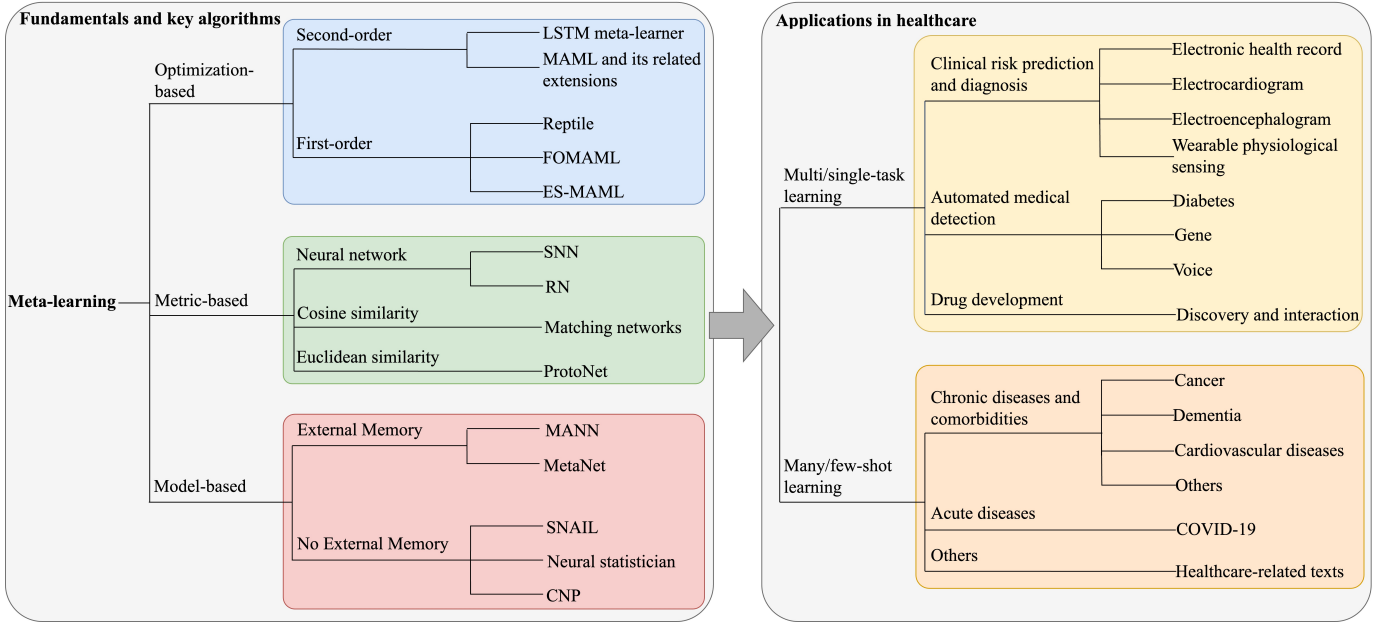 Fundamentals and key algorithms
Meta-learning
Optimization-
based
Second-order
LSTM meta-learner
MAML and its related
extensions
First-order
Reptile
FOMAML
ES-MAML
Metric-based
Neural network
SNN
RN
Cosine similarity
Matching networks
Euclidean similarity
ProtoNet
Model-based
External Memory
MANN
MetaNet
No External Memory
SNAIL
Neural statistician
CNP
Applications in healthcare
Multi/single-task
learning
Clinical risk prediction
and diagnosis
Electronic health record
Electrocardiogram
Electroencephalogram
Wearable physiological
sensing
Automated medical
detection
Diabetes
Gene
Voice
Drug development
Discovery and interaction
Many/few-shot
learning
Chronic diseases and
comorbidities
Cancer
Dementia
Cardiovascular diseases
Others
Acute diseases
COVID-19
Others
Healthcare-related texts